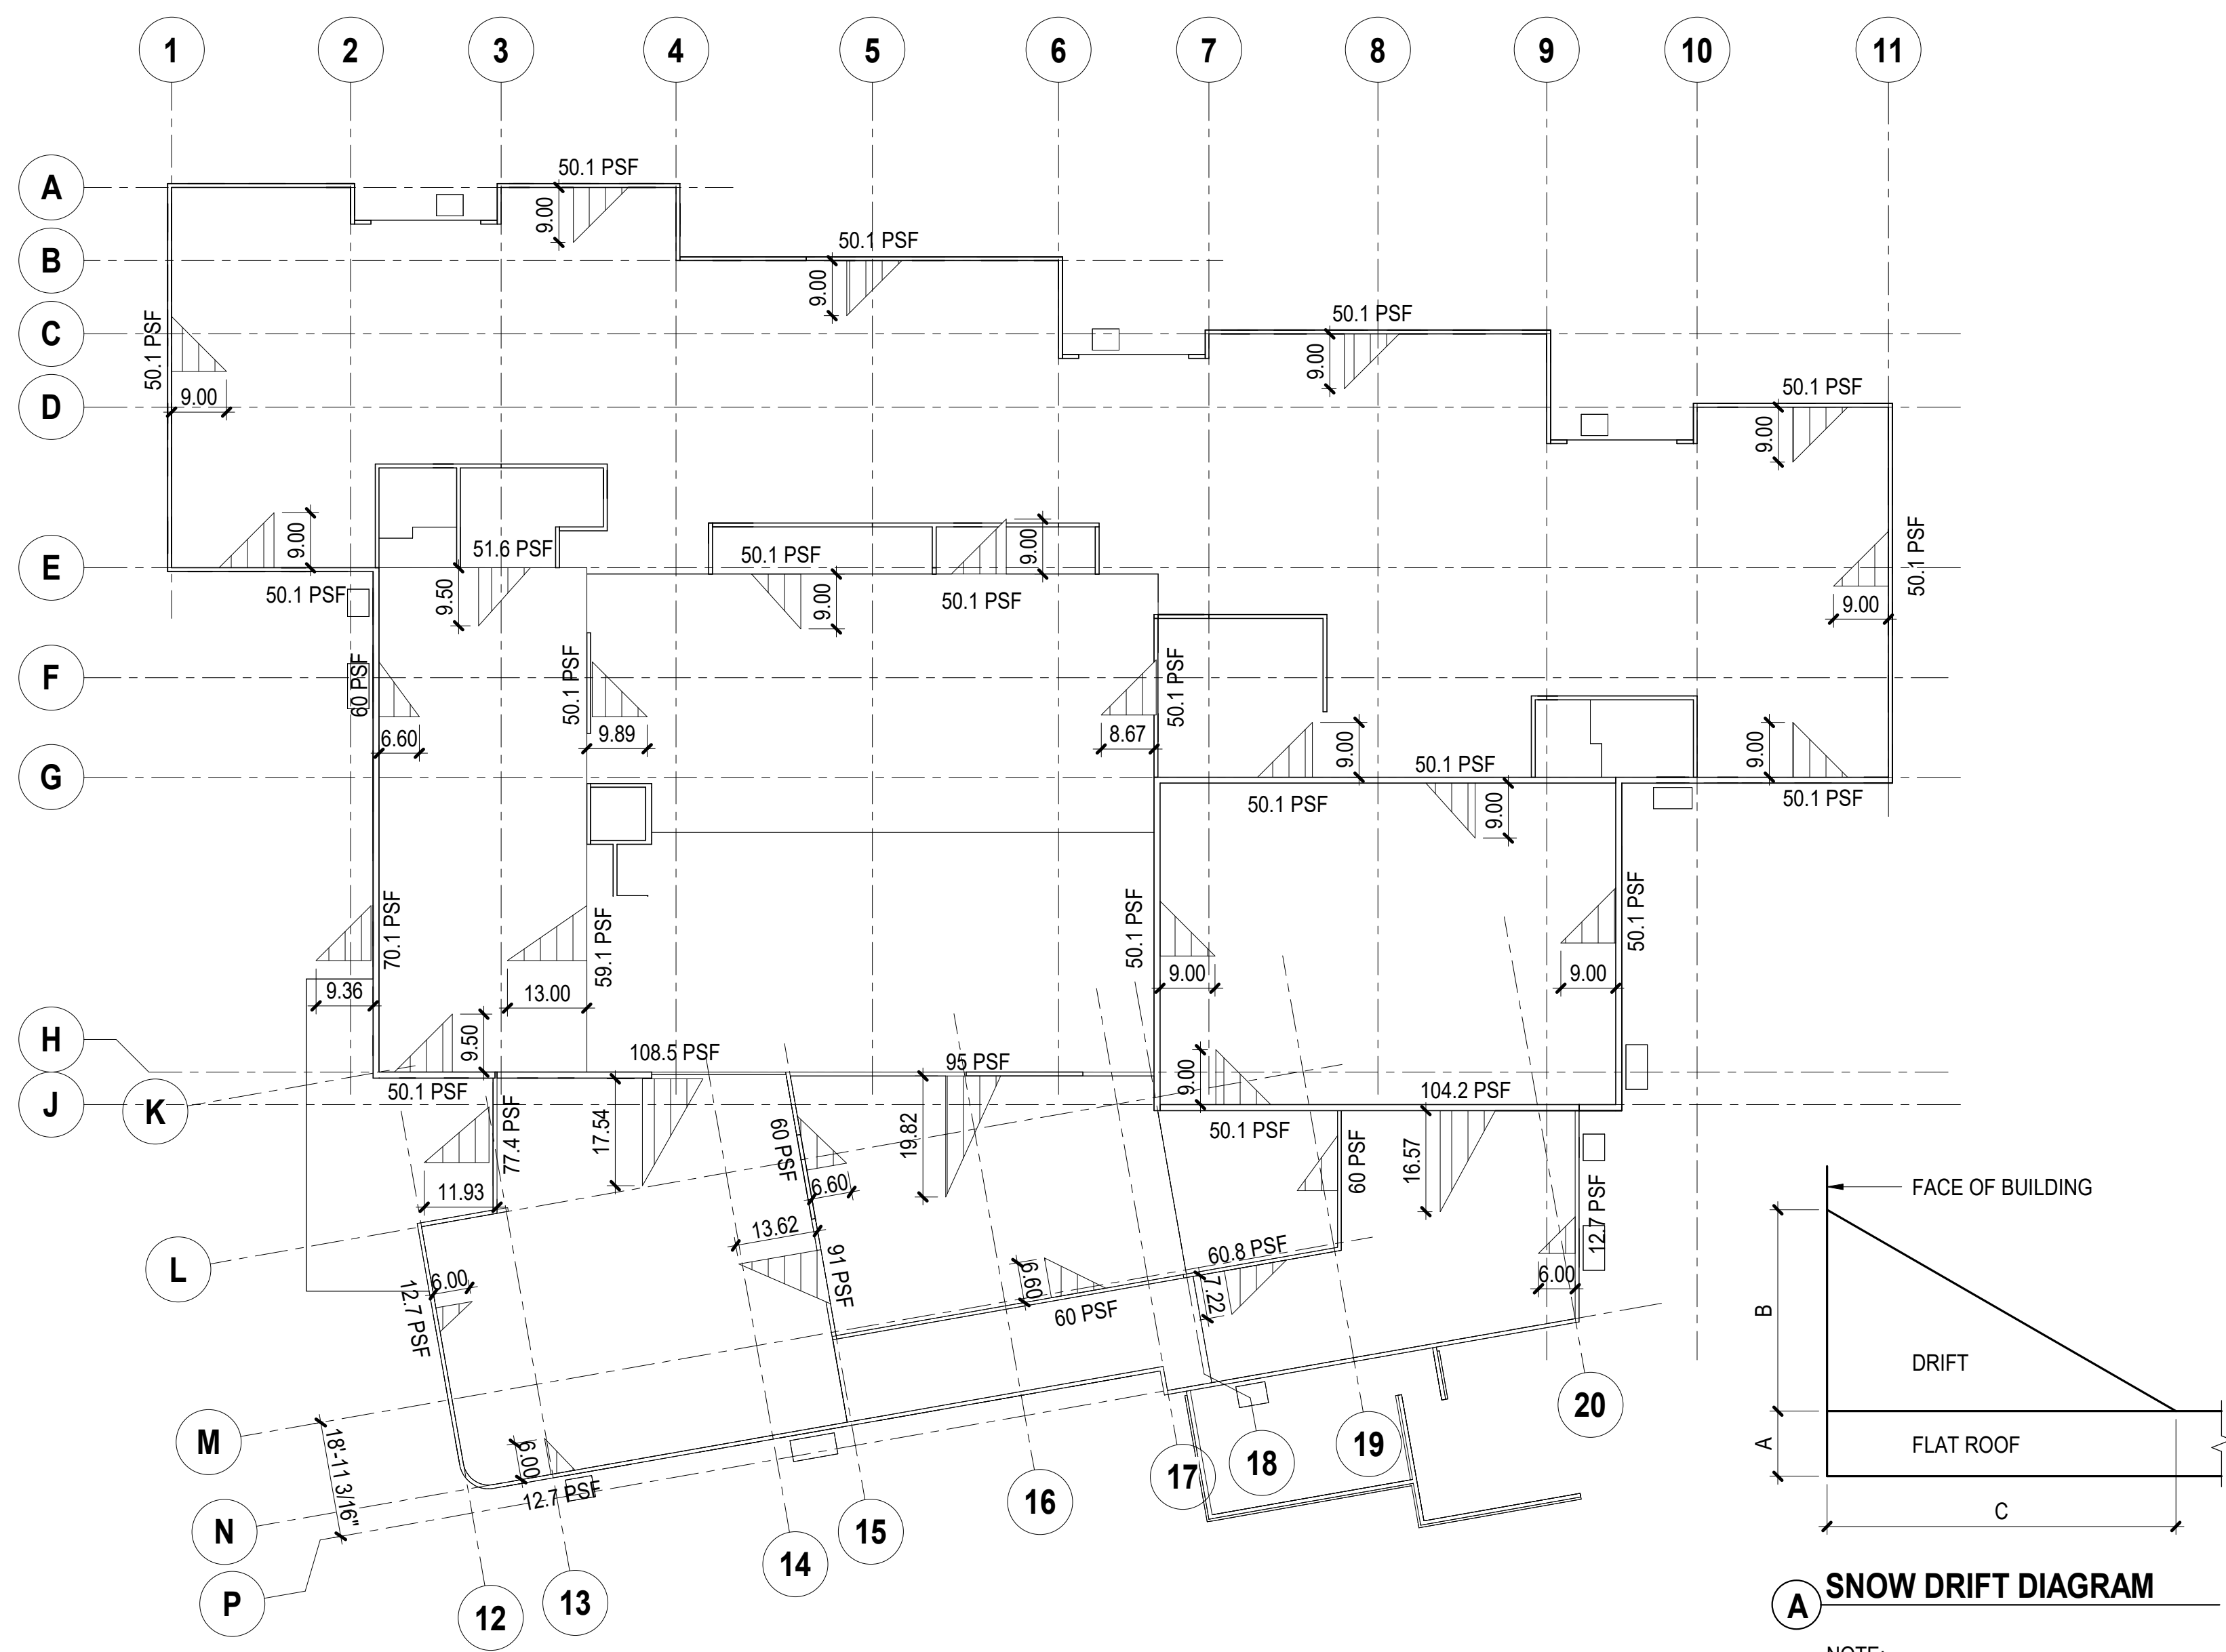 1 2 3 4 5 6 7 8 9 10 11
A
50.1 PSF
9.00
B
50.1 PSF
9.00
C
50.1 PSF
9.00
50.1 PSF
9.00
D
50.1 PSF
9.00
E
9.00
50.1 PSF
51.6 PSF
9.50
50.1 PSF
9.00
9.00
50.1 PSF
50.1 PSF
9.00
F
60 PSF
6.60
50.1 PSF
9.89
50.1 PSF
8.67
G
9.00
50.1 PSF
50.1 PSF
9.00
9.00
50.1 PSF
70.1 PSF
9.36
59.1 PSF
13.00
50.1 PSF
9.00
50.1 PSF
9.00
H
J
K
9.50
50.1 PSF
108.5 PSF
17.54
95 PSF
19.82
9.00
50.1 PSF
104.2 PSF
16.57
77.4 PSF
11.93
60 PSF
6.60
60 PSF
12.7 PSF
6.00
L
13.62
91 PSF
6.00
12.7 PSF
6.60
60 PSF
60.8 PSF
7.22
M
18'-11 3/16"
6.00
12.7 PSF
N
P
12
13
14
15
16
17
18
19
20
FACE OF BUILDING
B
DRIFT
A
FLAT ROOF
C
A SNOW DRIFT DIAGRAM
NOTE: